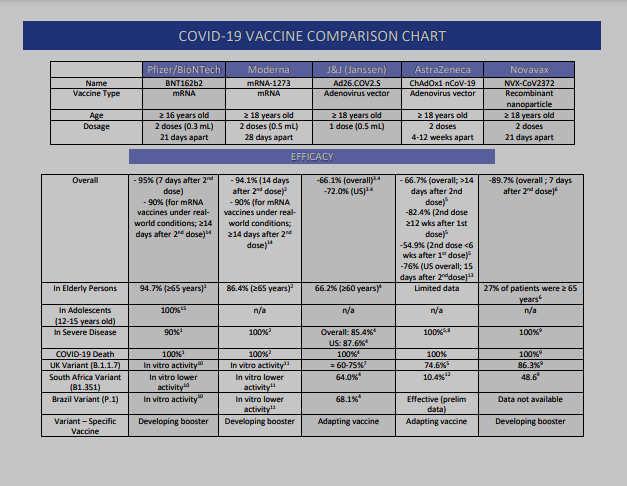 COVID-19 VACCINE COMPARISON CHART
Pfizer/BioNTech Moderna J&J (Janssen) AstraZeneca Novavax
Name BNT162b2 mRNA-1273 Ad26.COV2.S ChAdOx1 nCoV-19 NVX-CoV2372
Vaccine Type mRNA mRNA Adenovirus vector Adenovirus vector Recombinant
nanoparticle
Age ≥ 16 years old ≥ 18 years old ≥ 18 years old ≥ 18 years old ≥ 18 years old
Dosage 2 doses (0.3 mL) 2 doses (0.5 mL) 1 dose (0.5 mL) 2 doses 2 doses
21 days apart 28 days apart 4-12 weeks apart 21 days apart
EFFICACY
Overall - 95% (7 days after 2nd - 94.1% (14 days -66.1% (overall)3,4 - 66.7% (overall; >14 -89.7% (overall ; 7 days
dose) after 2nd dose)2 -72.0% (US)3,4 days after 2nd after 2nd dose)6
- 90% (for mRNA - 90% (for mRNA dose)5
vaccines under real- vaccines under real- -82.4% (2nd dose
world conditions; ≥14 world conditions; ≥12 wks after 1st
days after 2nd dose)14 ≥14 days after 2nd dose)5
dose)14 -54.9% (2nd dose <6
wks after 1st dose)5
-76% (US overall; 15
days after 2nd dose)13
In Elderly Persons 94.7% (≥65 years)1 86.4% (≥65 years)2 66.2% (≥60 years)4 Limited data 27% of patients were ≥ 65
years6
In Adolescents 100%15 n/a n/a n/a n/a
(12-15 years old)
In Severe Disease 90%1 100%2 Overall: 85.4%4 100%5,8 100%9
US: 87.6%4
COVID-19 Death 100%1 100%2 100%4 100% 100%9
UK Variant (B.1.1.7) In vitro activity10 In vitro activity11 ≈ 60-75%7 74.6%5 86.3%9
South Africa Variant In vitro lower In vitro lower 64.0%4 10.4%12 48.69
(B1.351) activity10 activity11
Brazil Variant (P.1) In vitro activity10 In vitro lower 68.1%4 Effective (prelim Data not available
activity11 data)
Variant – Specific Developing booster Developing booster Adapting vaccine Adapting vaccine Developing booster
Vaccine